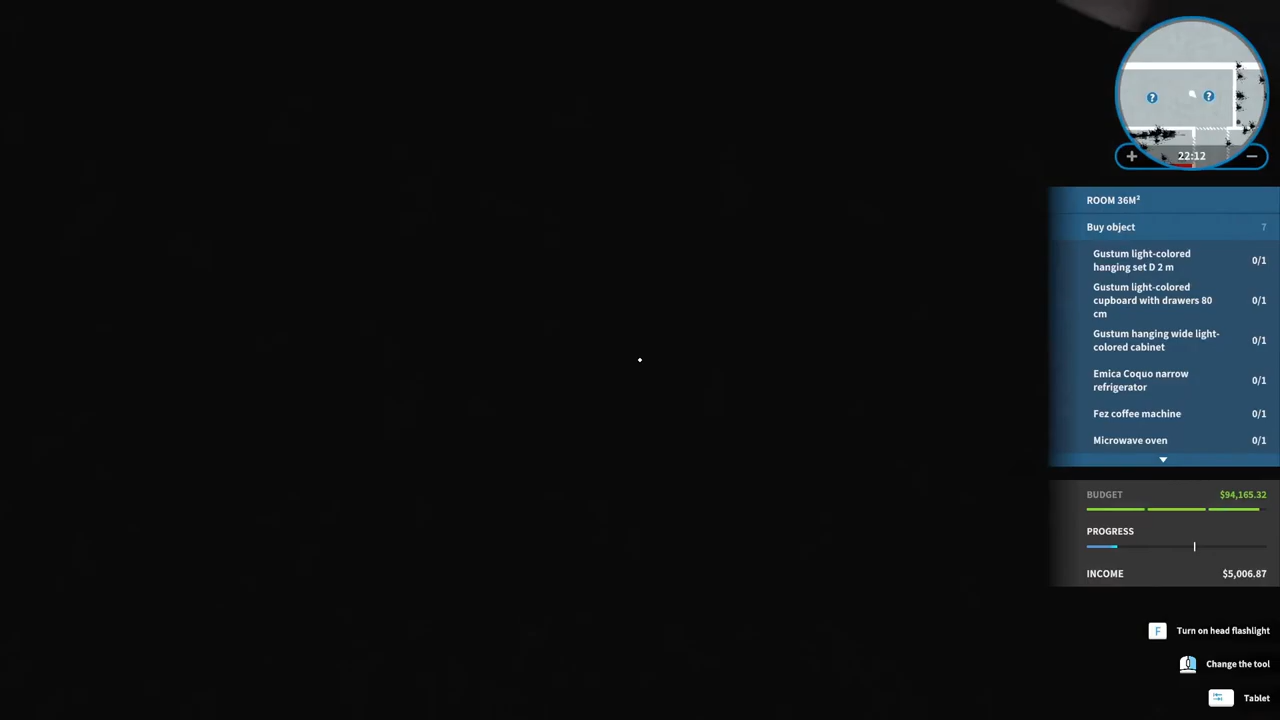 ? ?
+ 22:12 −
ROOM 36M²
Buy object 7
Gustum light-colored
hanging set D 2 m 0/1
Gustum light-colored
cupboard with drawers 80 0/1
cm
Gustum hanging wide light-
colored cabinet 0/1
Emica Coquo narrow
refrigerator 0/1
Fez coffee machine 0/1
Microwave oven 0/1
BUDGET $94,165.32
PROGRESS
INCOME $5,006.87
F Turn on head flashlight
Change the tool
Tablet